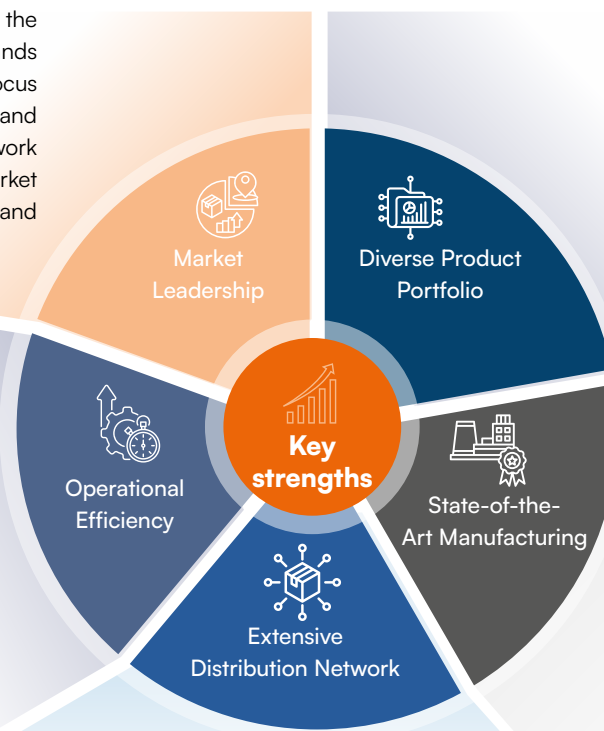 the
nds
ocus
and
work
rket
and
Market
Leadership
Diverse Product
Portfolio
Key
strengths
Operational
Efficiency
State-of-the-
Art Manufacturing
Extensive
Distribution Network